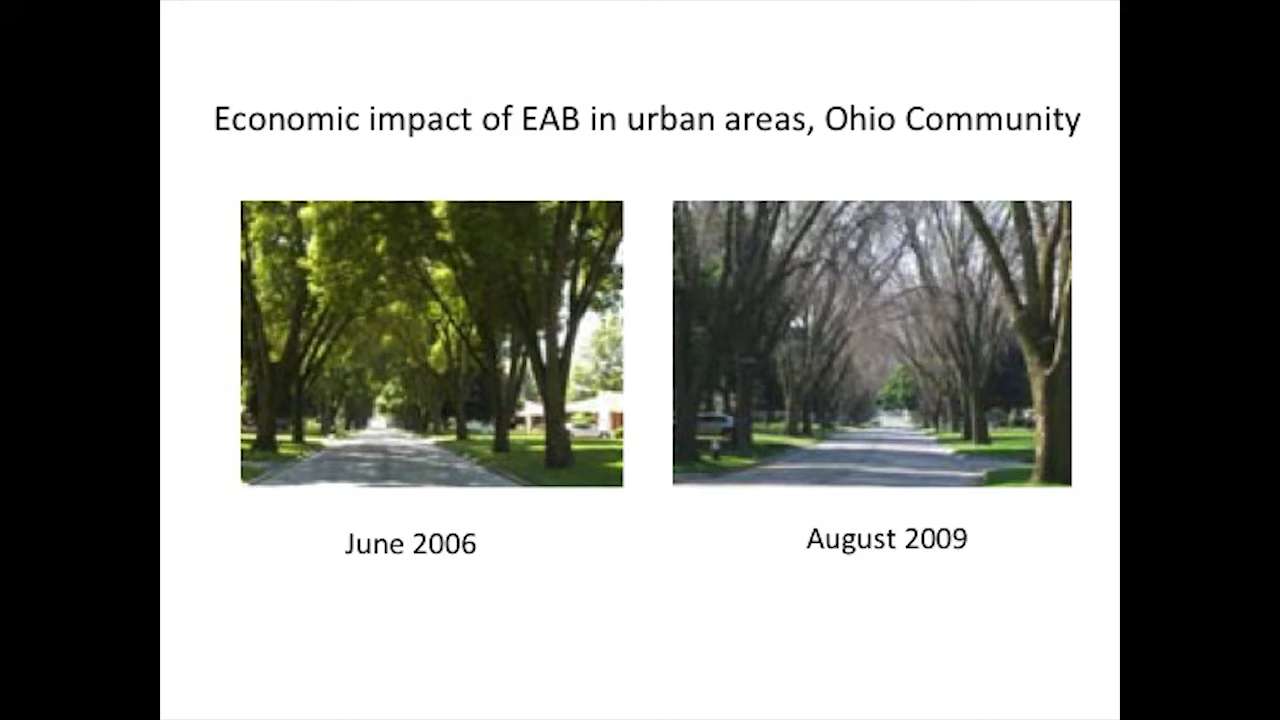 Economic impact of EAB in urban areas, Ohio Community
June 2006
August 2009